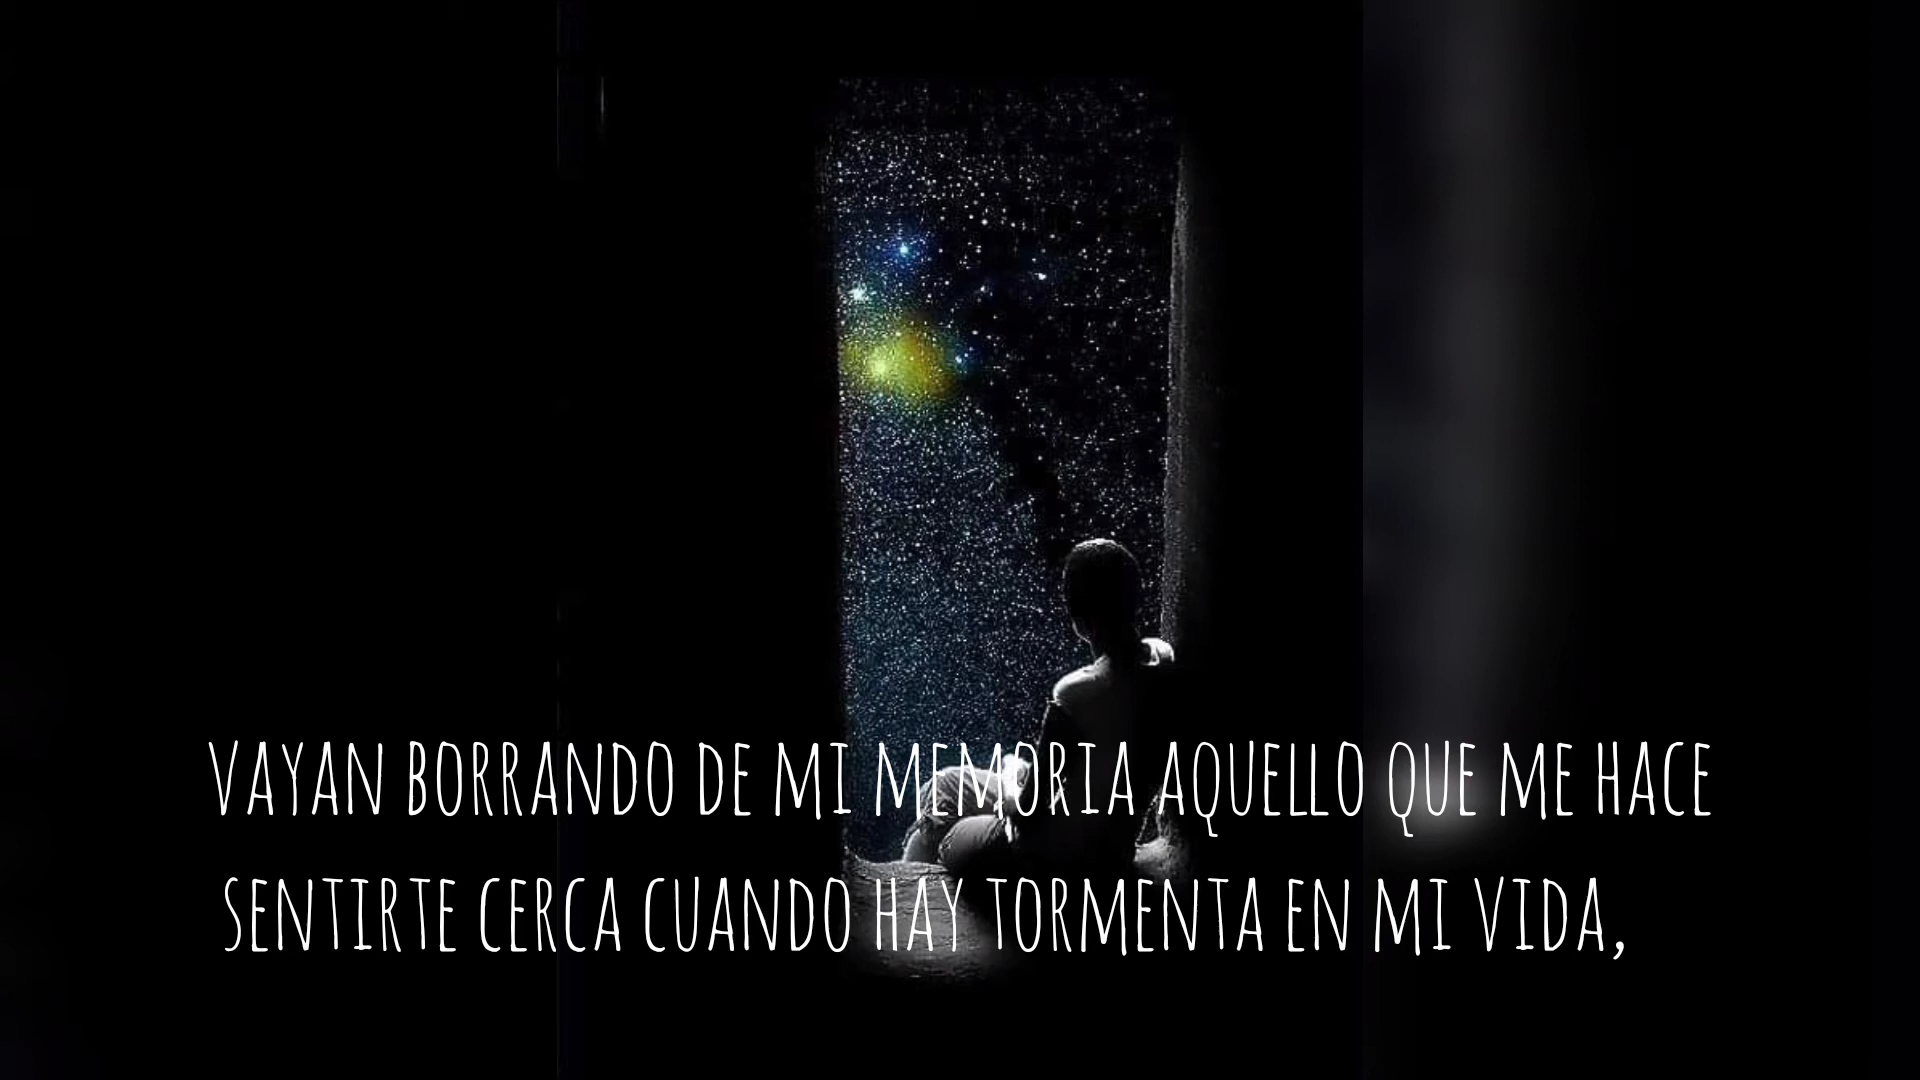 VAYAN BORRANDO DE MI MEMORIA AQUELLO QUE ME HACE
SENTIRTE CERCA CUANDO HAY TORMENTA EN MI VIDA,